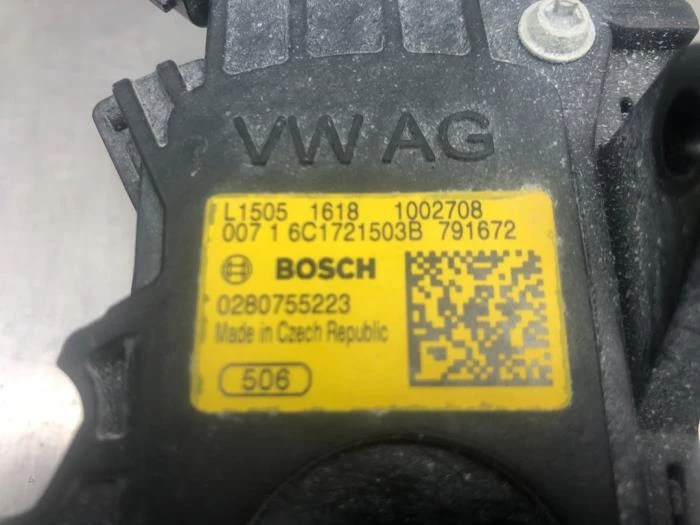 VW AG
L1505 1618 1002708
007 1 6C1721503B 791672
BOSCH
0280755223
Made in Czech Republic
506